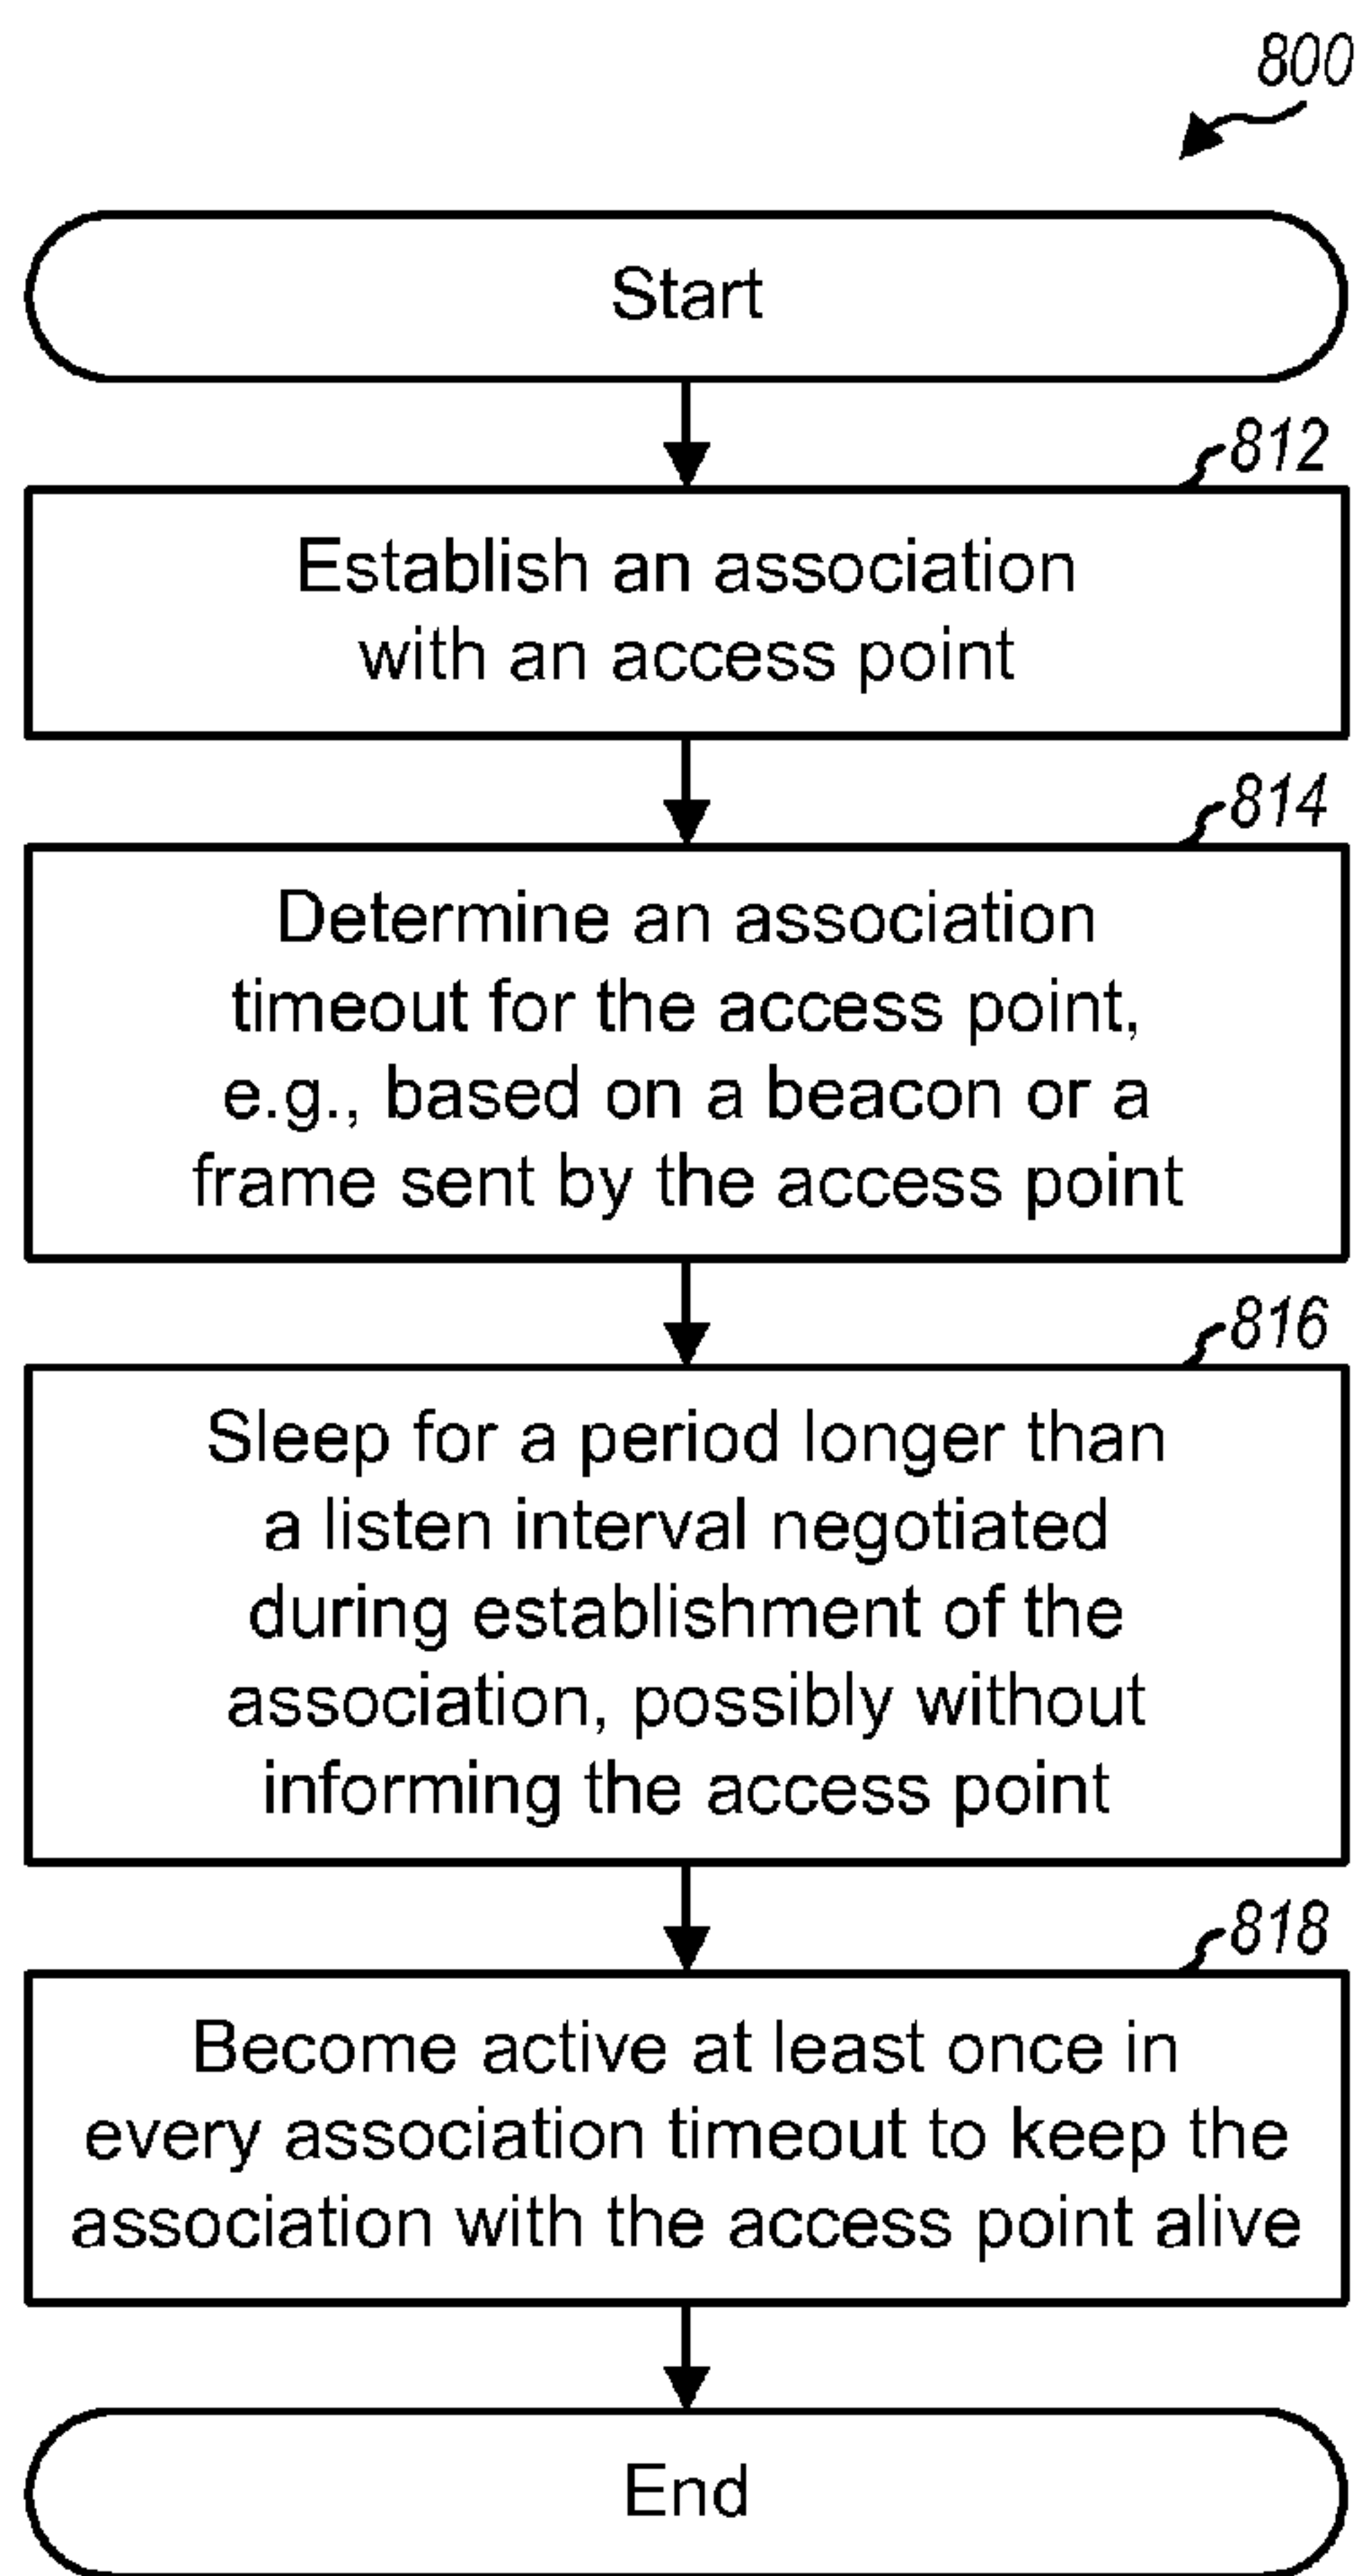 800
Start
812
Establish an association
with an access point
814
Determine an association
timeout for the access point,
e.g., based on a beacon or a
frame sent by the access point
816
Sleep for a period longer than
a listen interval negotiated
during establishment of the
association, possibly without
informing the access point
818
Become active at least once in
every association timeout to keep the
association with the access point alive
End